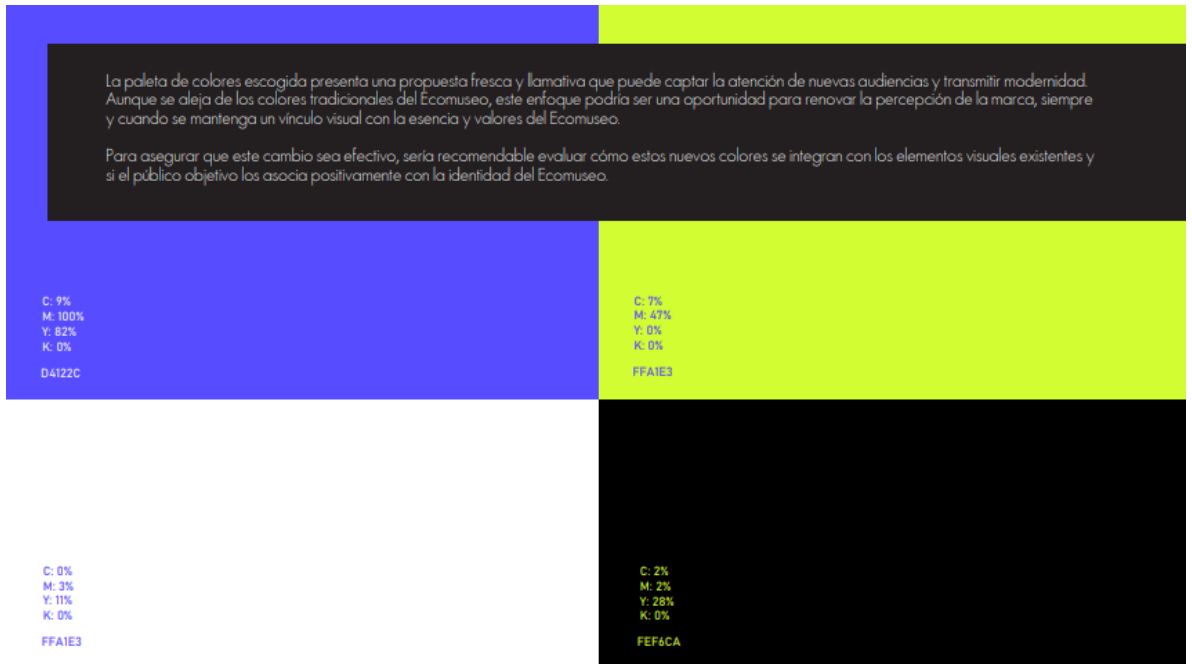 La paleta de colores escogida presenta una propuesta fresca y llamativa que puede captar la atención de nuevas audiencias y transmitir modernidad.
Aunque se aleja de los colores tradicionales del Ecomuseo, este enfoque podría ser una oportunidad para renovar la percepción de la marca, siempre
y cuando se mantenga un vínculo visual con la esencia y valores del Ecomuseo.
Para asegurar que este cambio sea efectivo, sería recomendable evaluar cómo estos nuevos colores se integran con los elementos visuales existentes y
si el público objetivo los asocia positivamente con la identidad del Ecomuseo.
C: 9%
M: 100%
Y: 82%
K: 0%
D4122C
C: 7%
M: 47%
Y: 0%
K: 0%
FFA1E3
C: 0%
M: 3%
Y: 11%
K: 0%
FFA1E3
C: 2%
M: 2%
Y: 28%
K: 0%
FEF6CA